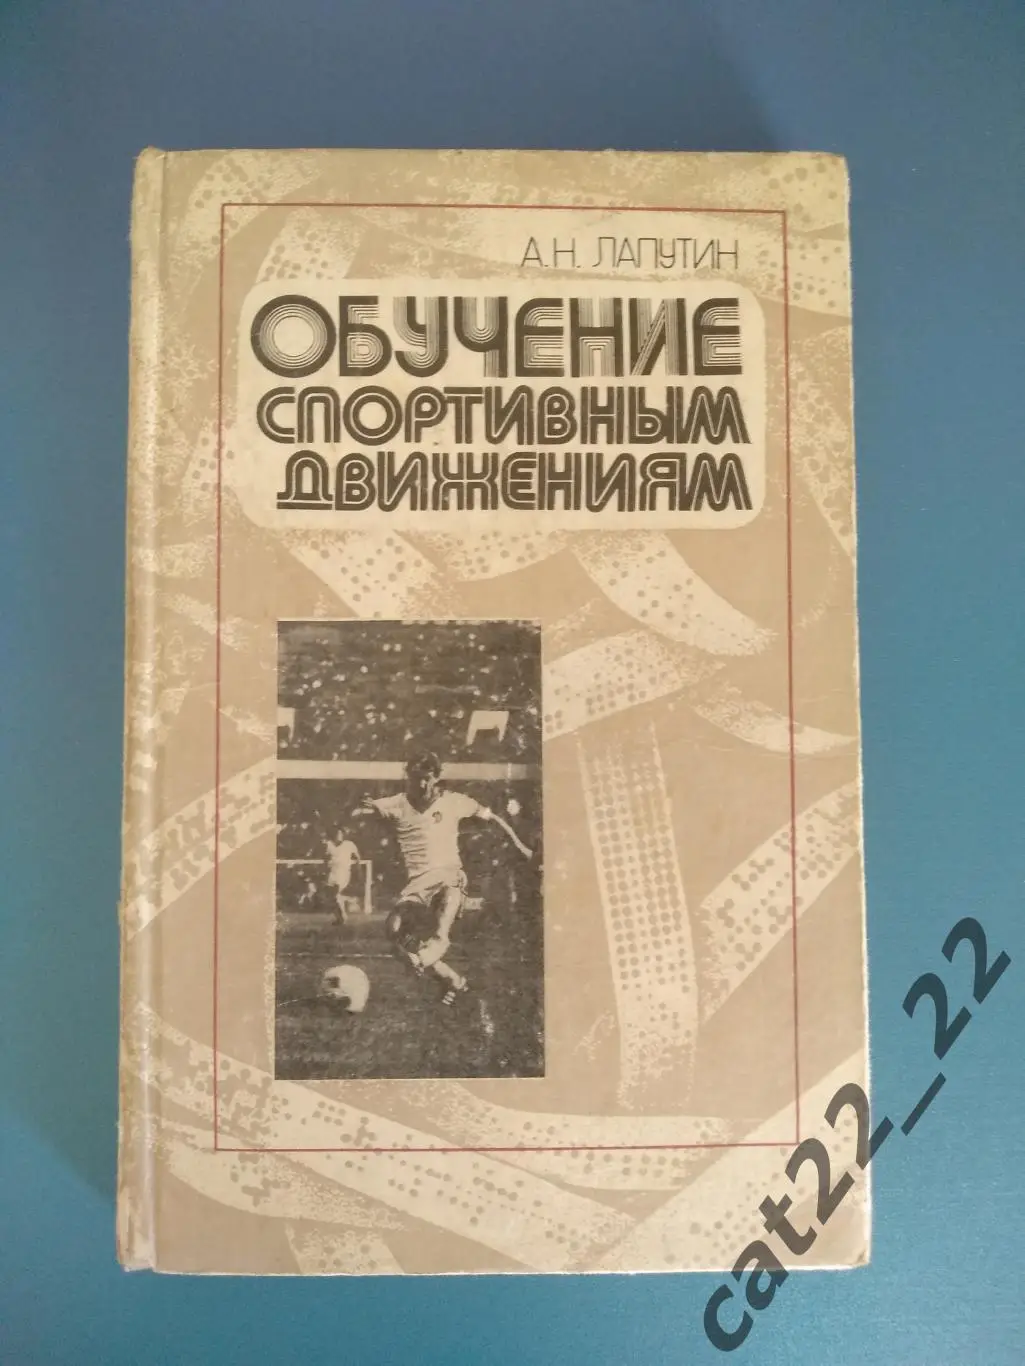 А.Н. ЛАПУТИН
ОБУЧЕНИЕ
СПОРТИВНЫМ
ДВИЖЕНИЯМ
cat22_22